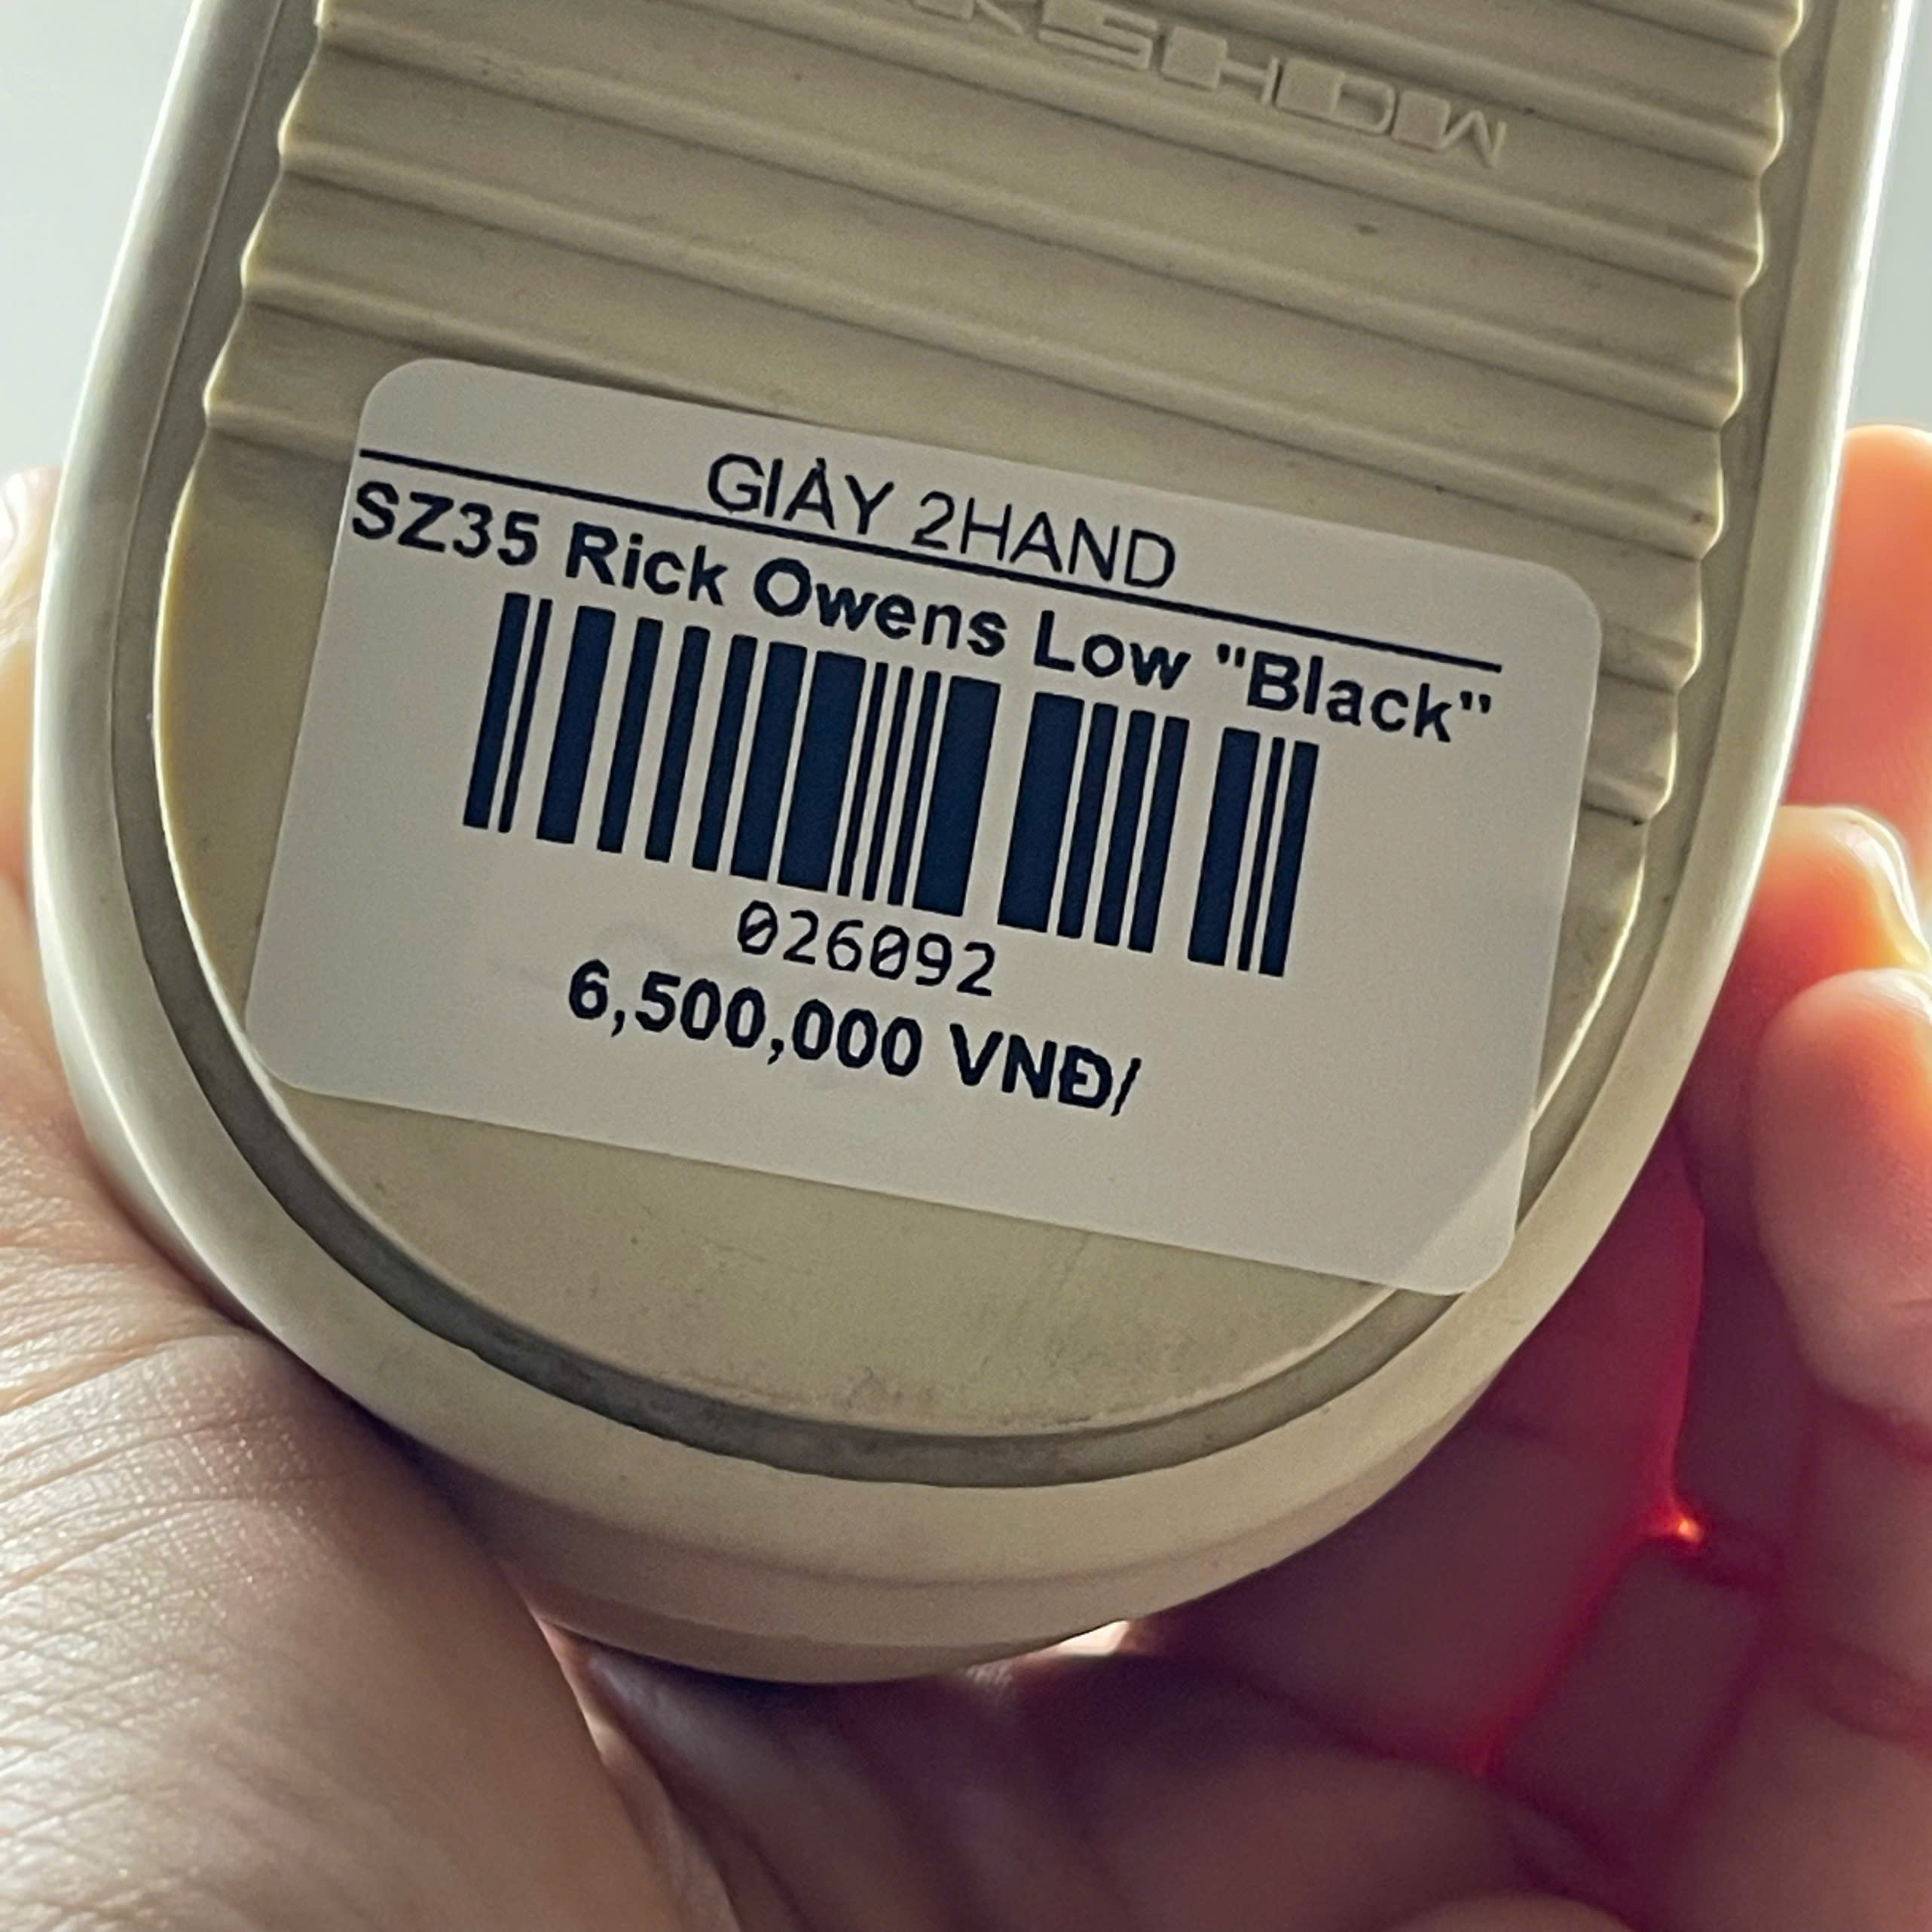 GIÀY 2HAND
SZ35 Rick Owens Low "Black"
026092
6,500,000 VNĐ/